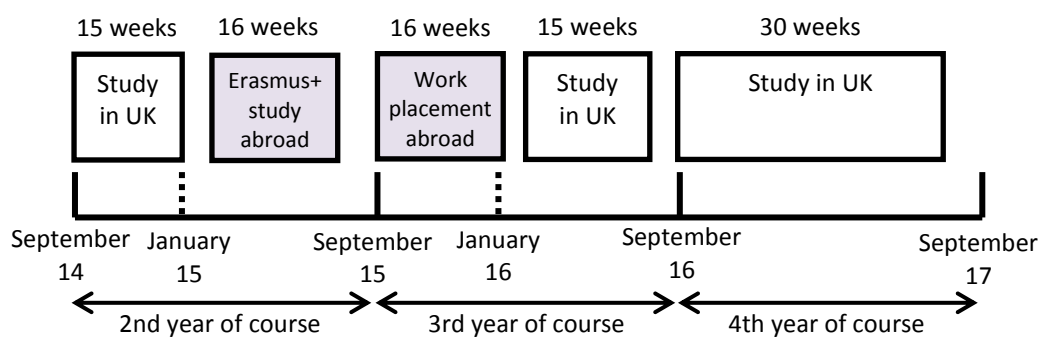 15 weeks
16 weeks
16 weeks
15 weeks
30 weeks
Study
in UK
Erasmus+
study
abroad
Work
placement
abroad
Study
in UK
Study in UK
September
14
January
15
September
15
January
16
September
16
September
17
2nd year of course
3rd year of course
4th year of course